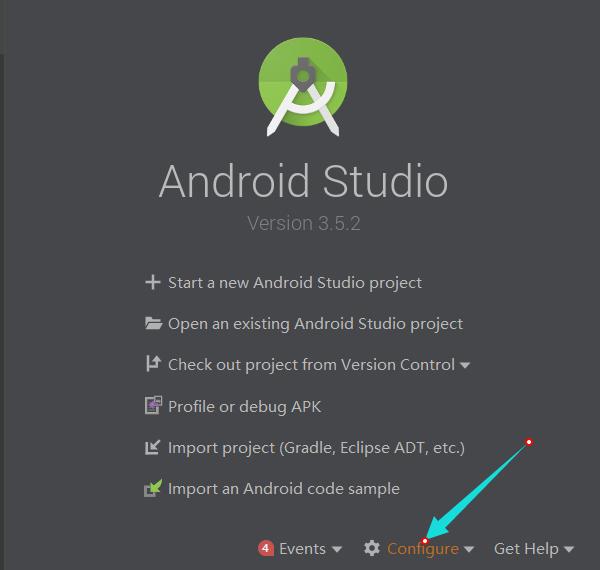 Android Studio
Version 3.5.2
Start a new Android Studio project
Open an existing Android Studio project
Check out project from Version Control
Profile or debug APK
Import project (Gradle, Eclipse ADT, etc.)
Import an Android code sample
4 Events Configure Get Help